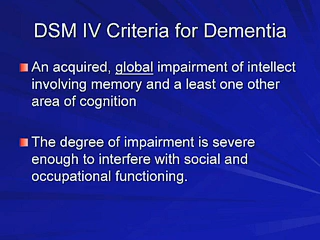 DSM IV Criteria for Dementia
An acquired, global impairment of intellect
involving memory and a least one other
area of cognition
The degree of impairment is severe
enough to interfere with social and
occupational functioning.